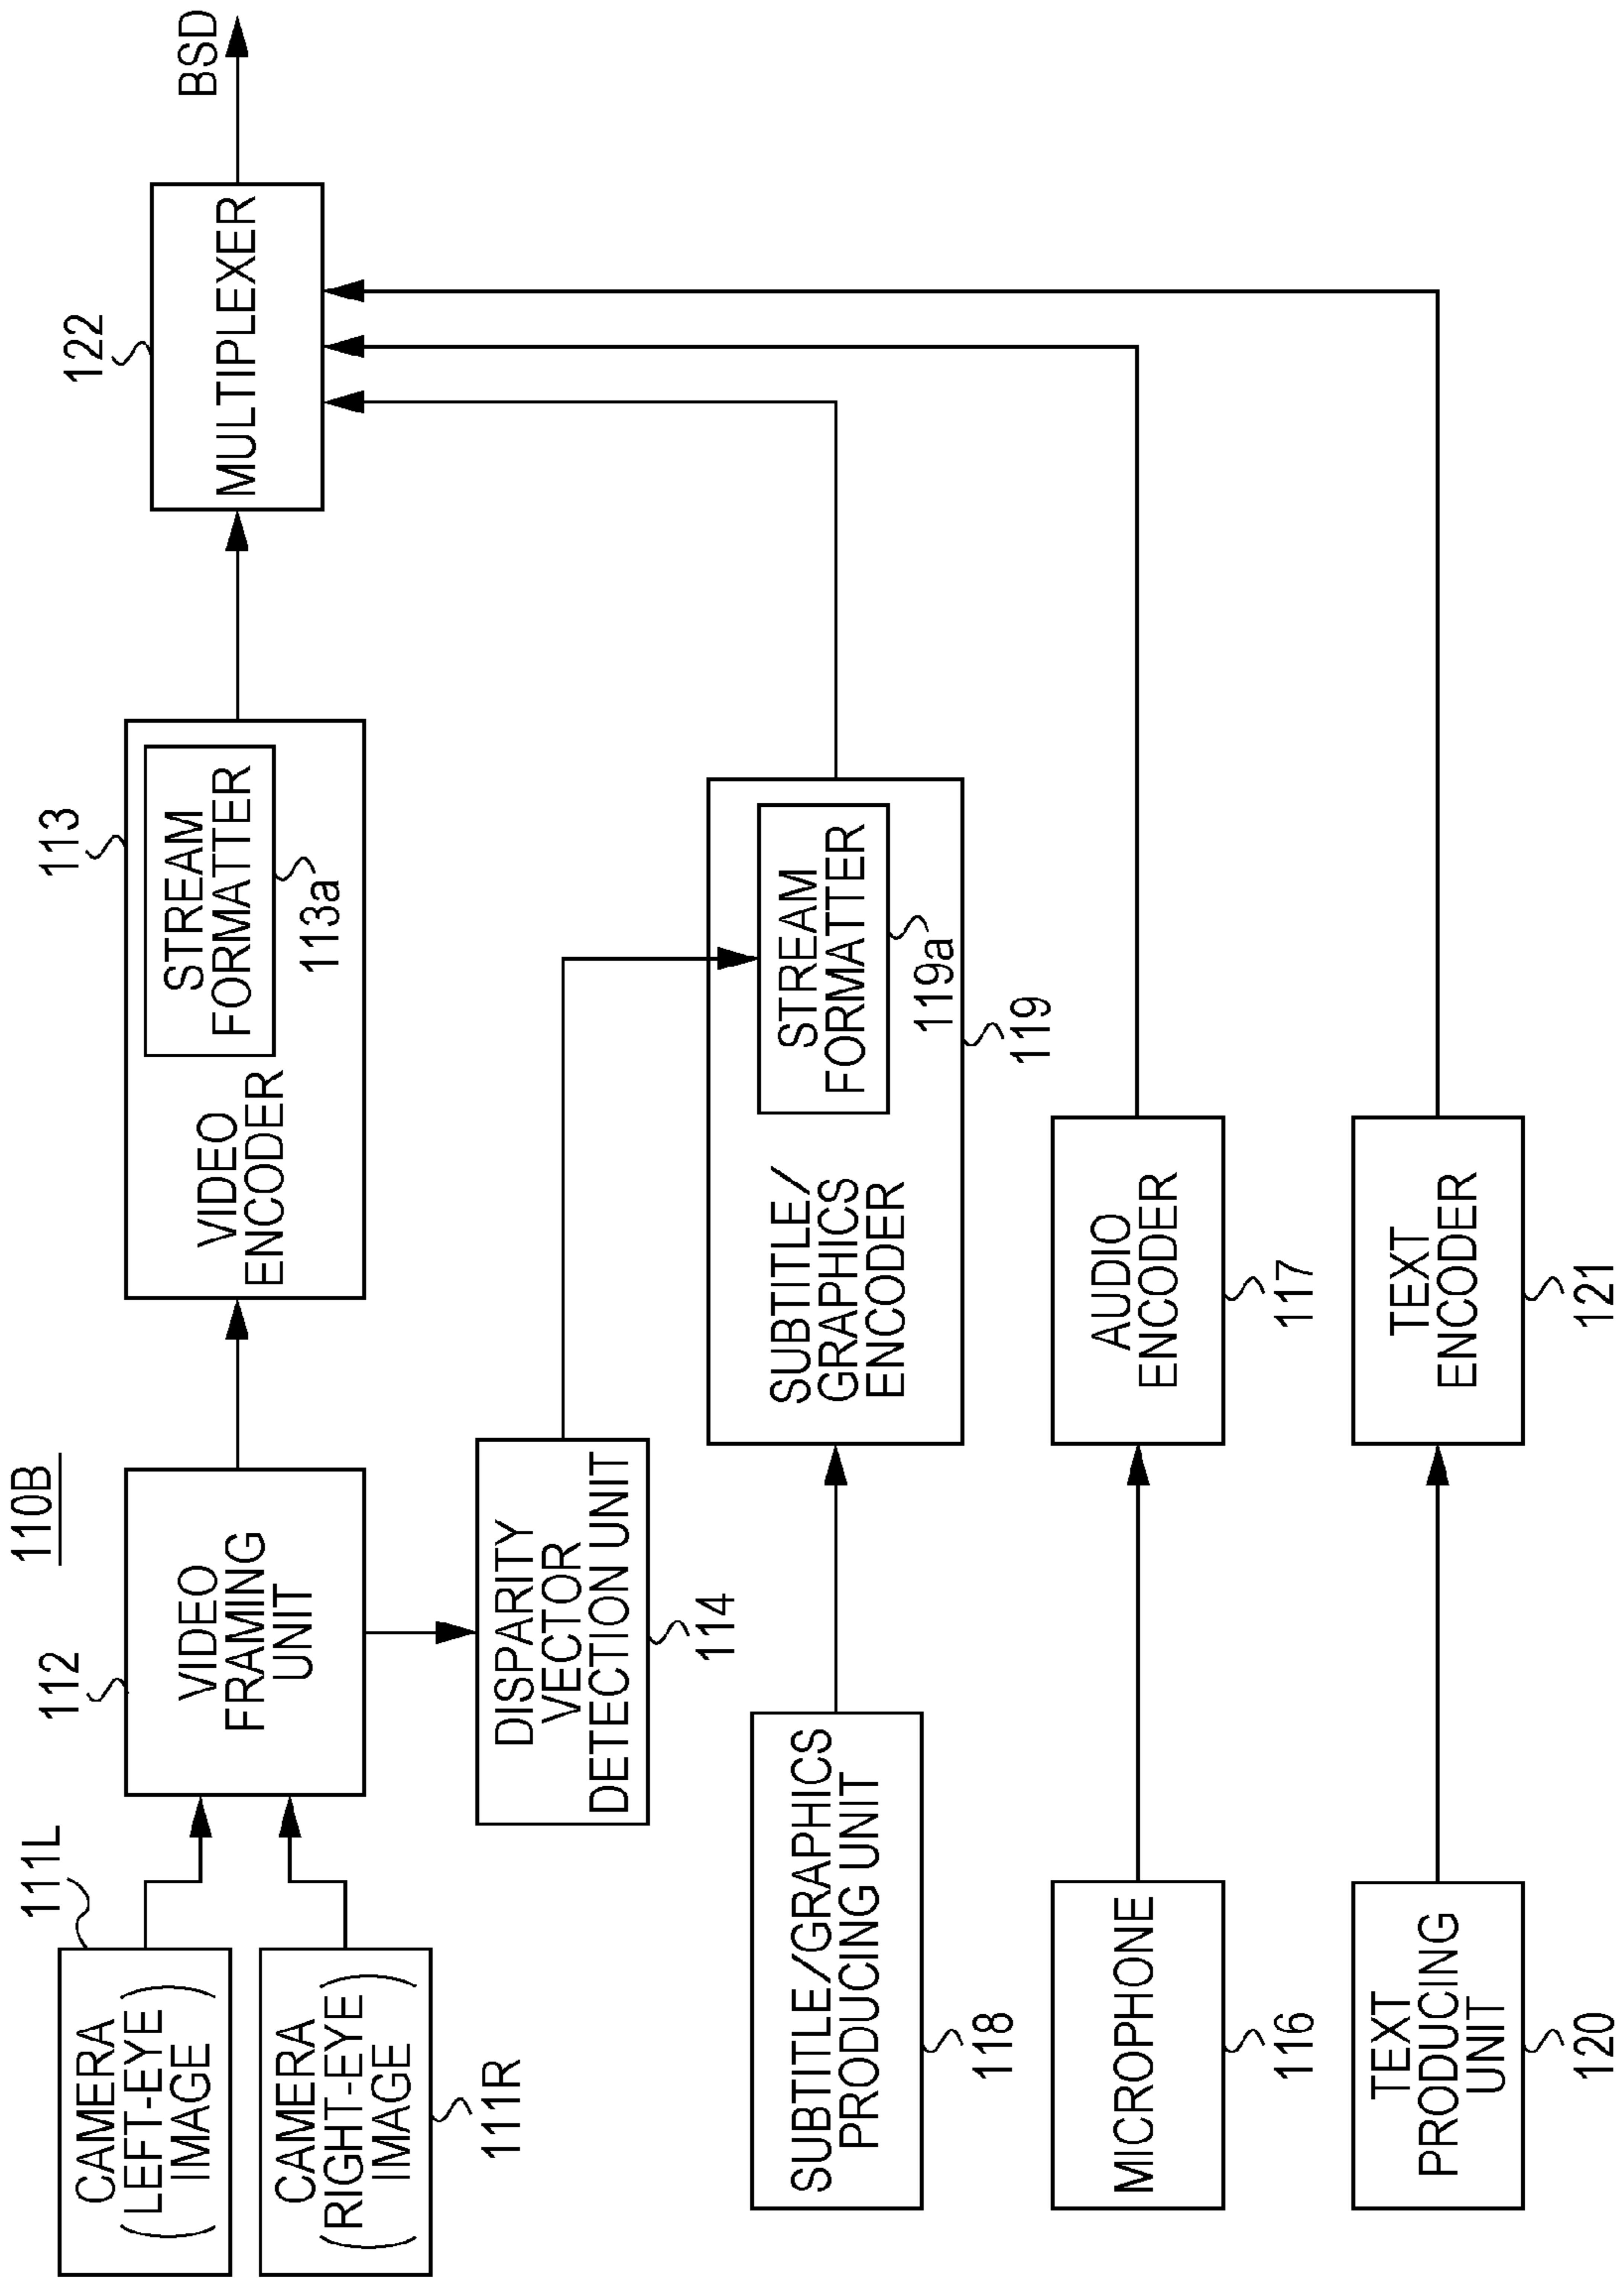 110B
111L
CAMERA
(LEFT-EYE)
IMAGE
CAMERA
(RIGHT-EYE)
IMAGE
111R
112
VIDEO
FRAMING
UNIT
113
VIDEO
ENCODER
STREAM
FORMATTER
113a
122
MULTIPLEXER
BSD
DISPARITY
VECTOR
DETECTION UNIT
114
SUBTITLE/GRAPHICS
PRODUCING UNIT
118
SUBTITLE/
GRAPHICS
ENCODER
STREAM
FORMATTER
119a
119
MICROPHONE
116
AUDIO
ENCODER
117
TEXT
PRODUCING
UNIT
120
TEXT
ENCODER
121